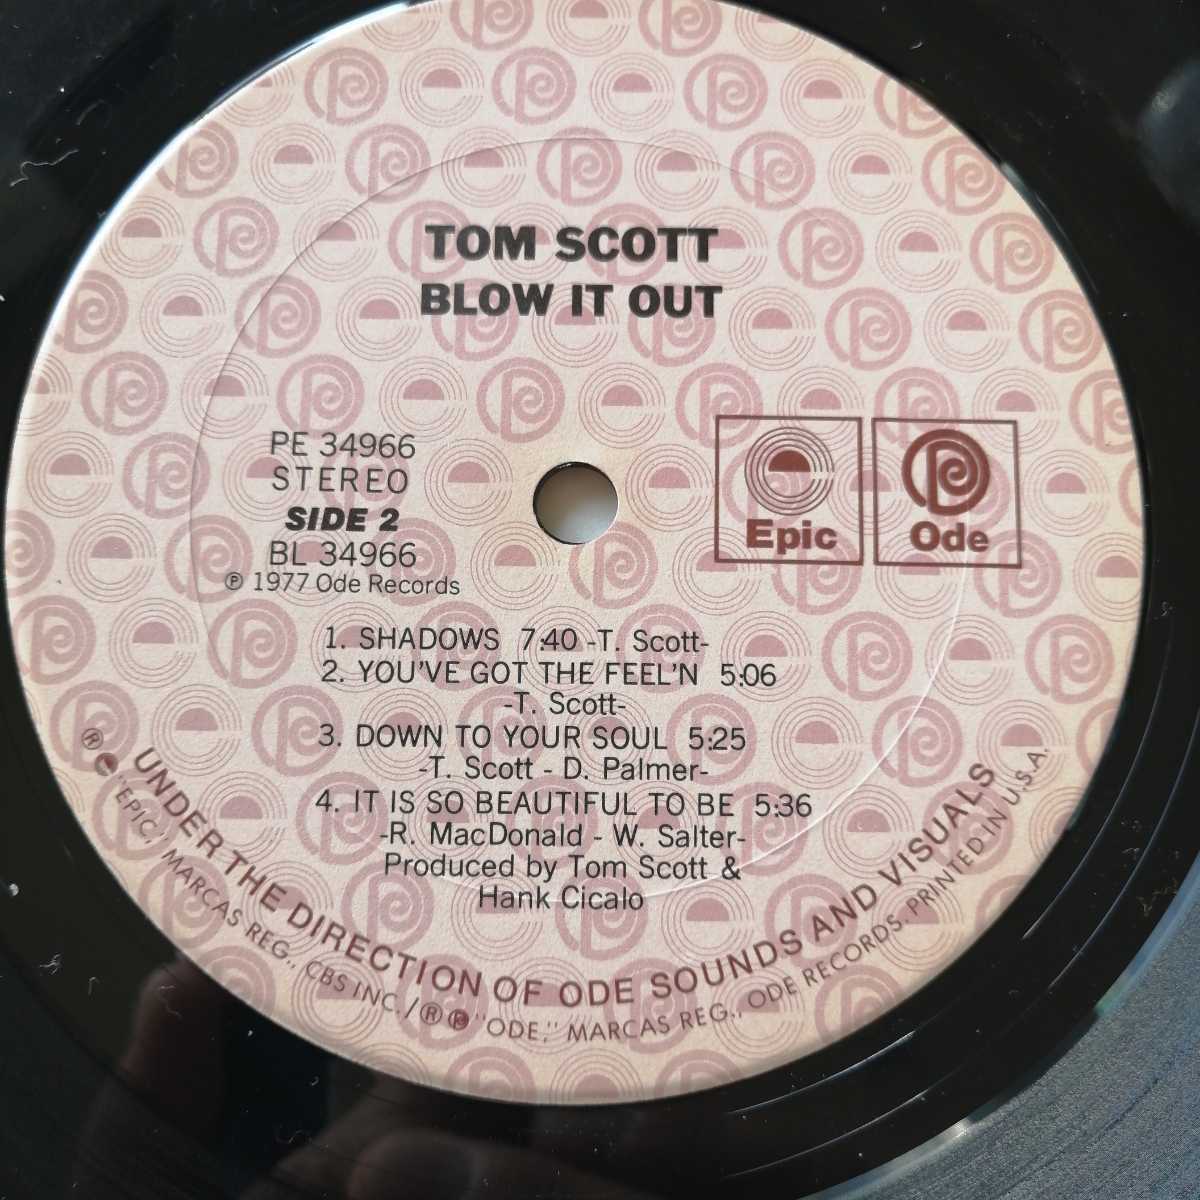 TOM SCOTT
BLOW IT OUT
PE 34966
STEREO
SIDE 2
BL 34966
℗ 1977 Ode Records
Epic
Ode
1. SHADOWS 7:40 -T. Scott-
2. YOU'VE GOT THE FEEL'N 5:06
-T. Scott-
3. DOWN TO YOUR SOUL 5:25
-T. Scott - D. Palmer-
4. IT IS SO BEAUTIFUL TO BE 5:36
-R. MacDonald - W. Salter-
Produced by Tom Scott &
Hank Cicalo
UNDER THE DIRECTION OF ODE SOUNDS AND VISUALS
® "EPIC," MARCAS REG., CBS INC./® "ODE," MARCAS REG., ODE RECORDS. PRINTED IN U.S.A.